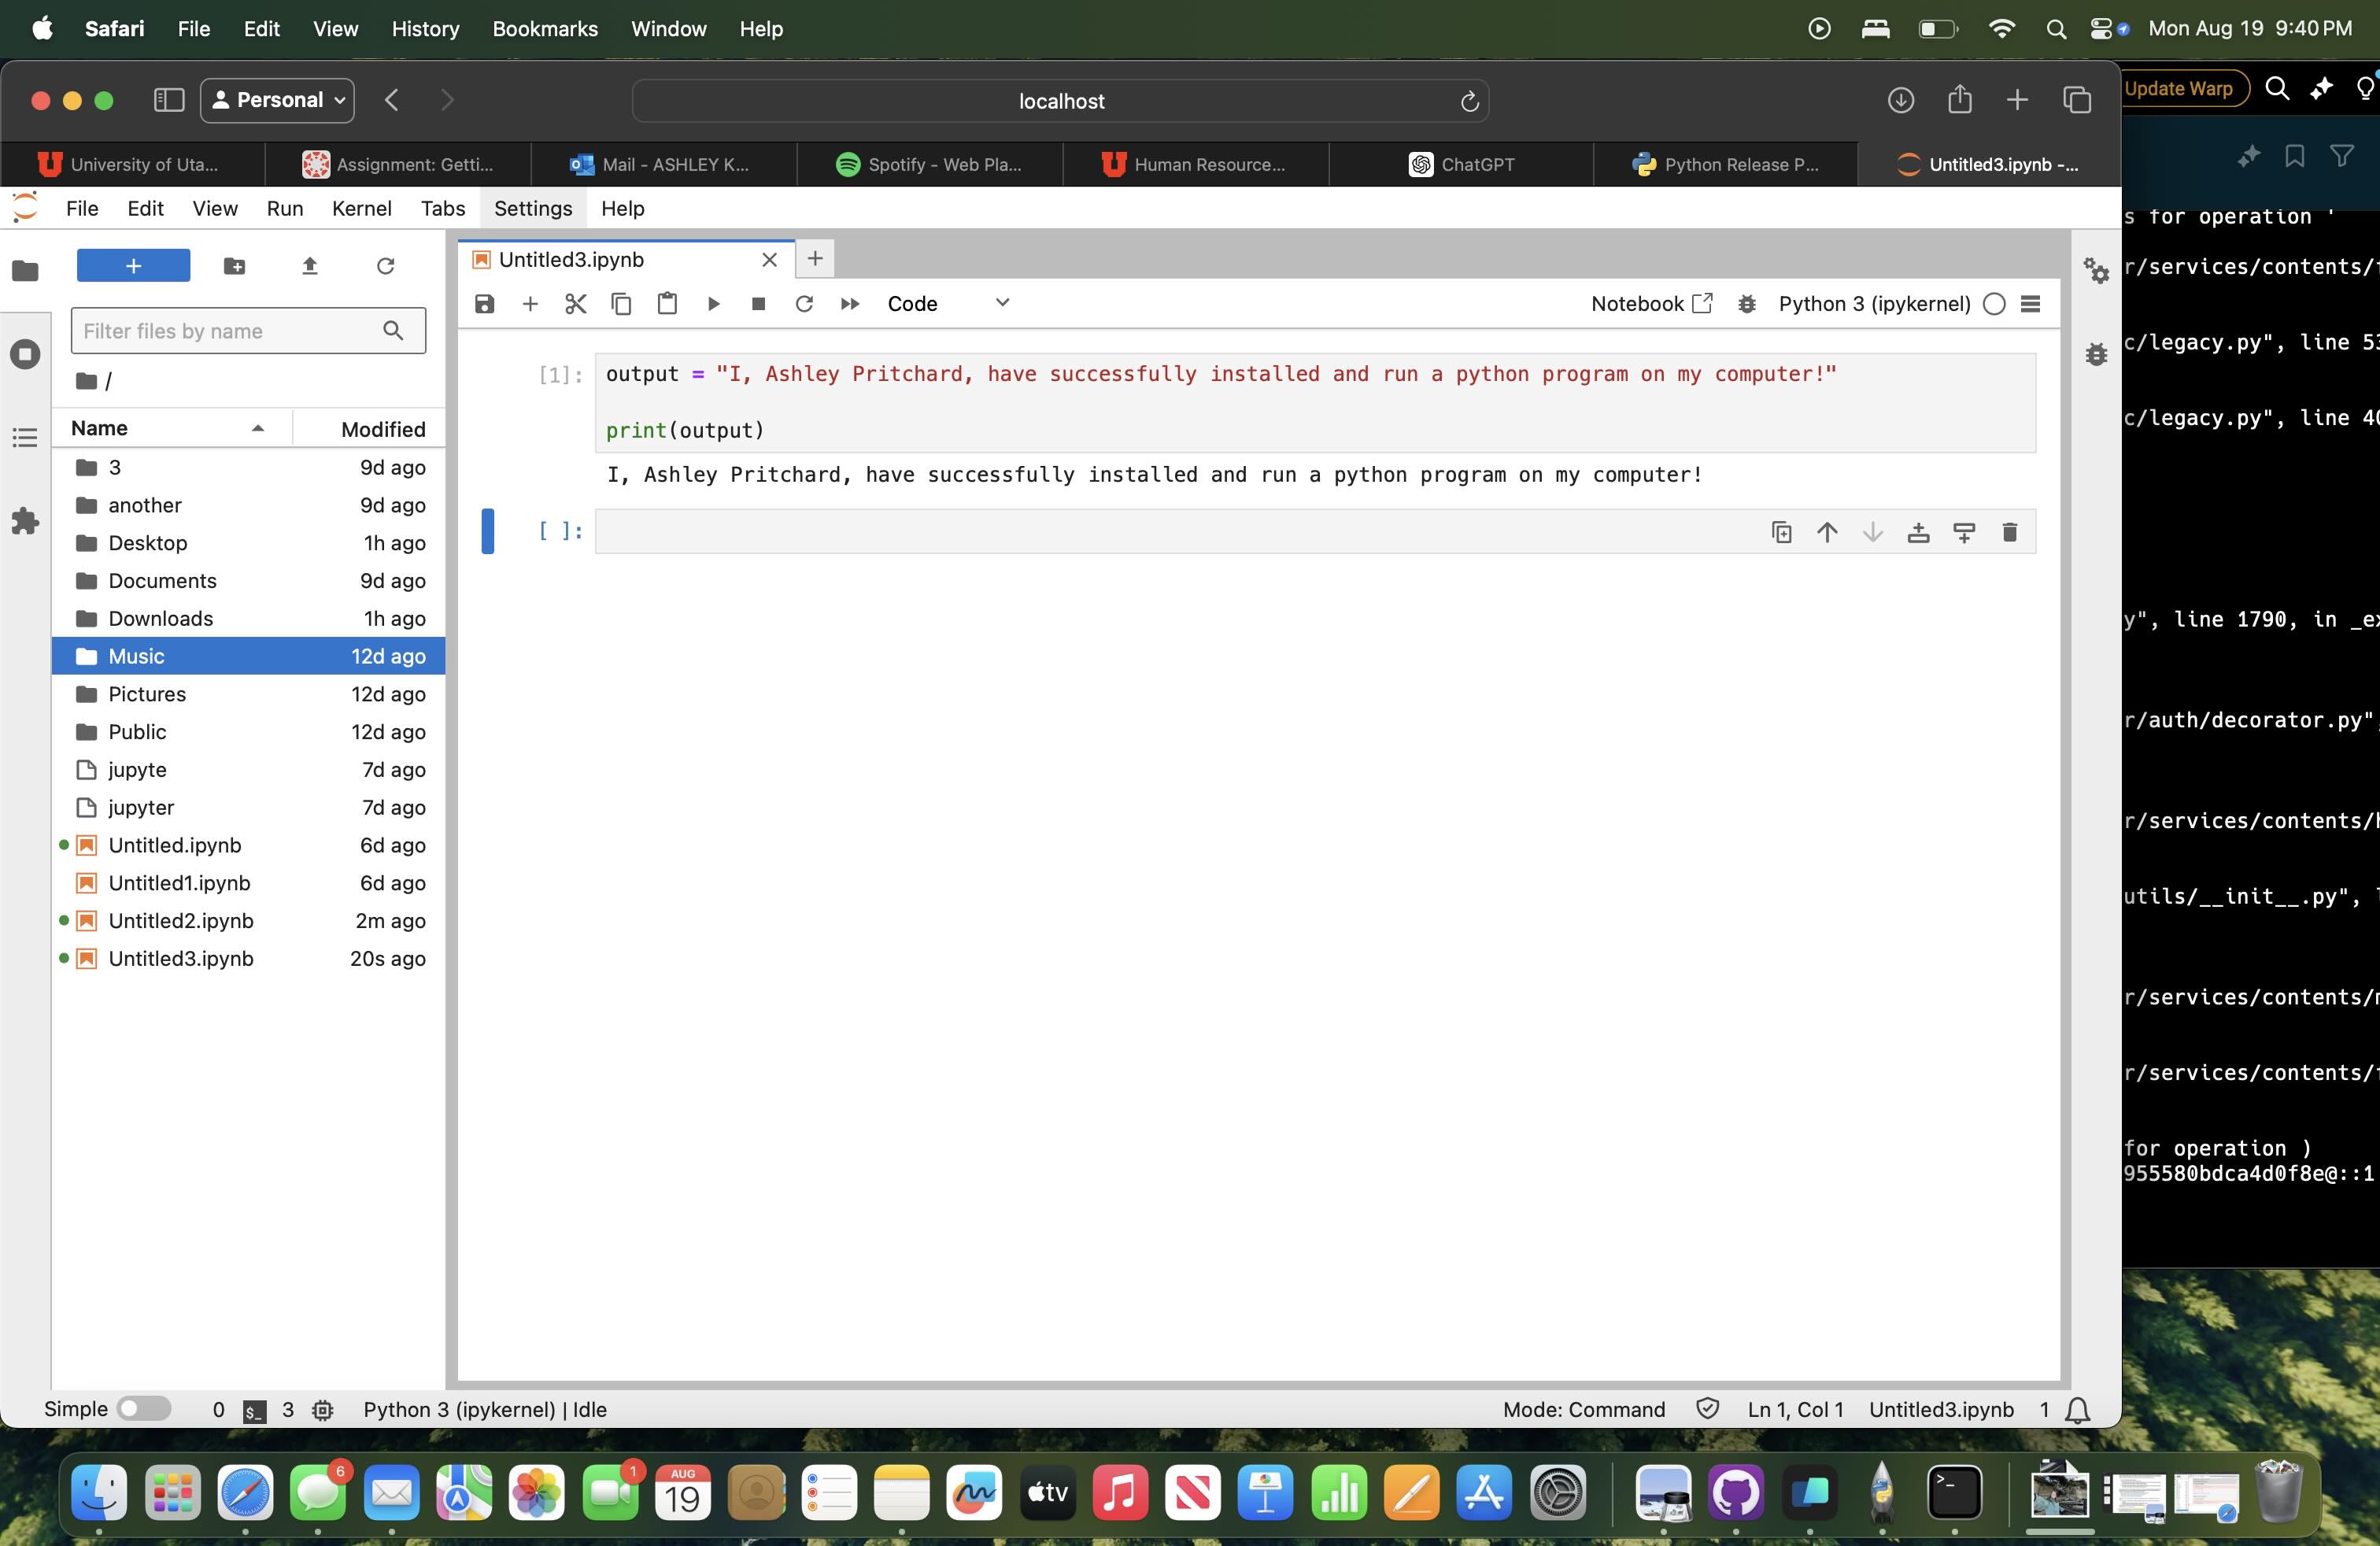 Safari File Edit View History Bookmarks Window Help Mon Aug 19 9:40 PM
Personal localhost Update Warp
University of Uta... Assignment: Getti... Mail - ASHLEY K... Spotify - Web Pla... Human Resource... ChatGPT Python Release P... Untitled3.ipynb -...
File Edit View Run Kernel Tabs Settings Help
Untitled3.ipynb
Code Notebook Python 3 (ipykernel)
Filter files by name
/
Name Modified
3 9d ago
another 9d ago
Desktop 1h ago
Documents 9d ago
Downloads 1h ago
Music 12d ago
Pictures 12d ago
Public 12d ago
jupyte 7d ago
jupyter 7d ago
Untitled.ipynb 6d ago
Untitled1.ipynb 6d ago
Untitled2.ipynb 2m ago
Untitled3.ipynb 20s ago
[1]: output = "I, Ashley Pritchard, have successfully installed and run a python program on my computer!"
print(output)
I, Ashley Pritchard, have successfully installed and run a python program on my computer!
[ ]:
s for operation '
r/services/contents/
c/legacy.py", line 53
c/legacy.py", line 40
y", line 1790, in _ex
r/auth/decorator.py",
r/services/contents/
utils/__init__.py",
r/services/contents/
r/services/contents/
for operation )
955580bdca4d0f8e@::1
Simple 0 $_ 3 Python 3 (ipykernel) | Idle Mode: Command Ln 1, Col 1 Untitled3.ipynb 1
6 1 AUG 19 tv >_